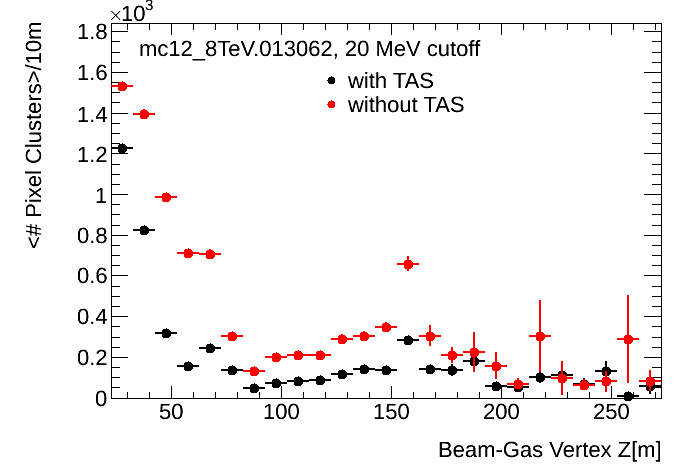 ×10³
<# Pixel Clusters>/10m
1.8
1.6
1.4
1.2
1
0.8
0.6
0.4
0.2
0
mc12_8TeV.013062, 20 MeV cutoff
with TAS
without TAS
50 100 150 200 250
Beam-Gas Vertex Z[m]